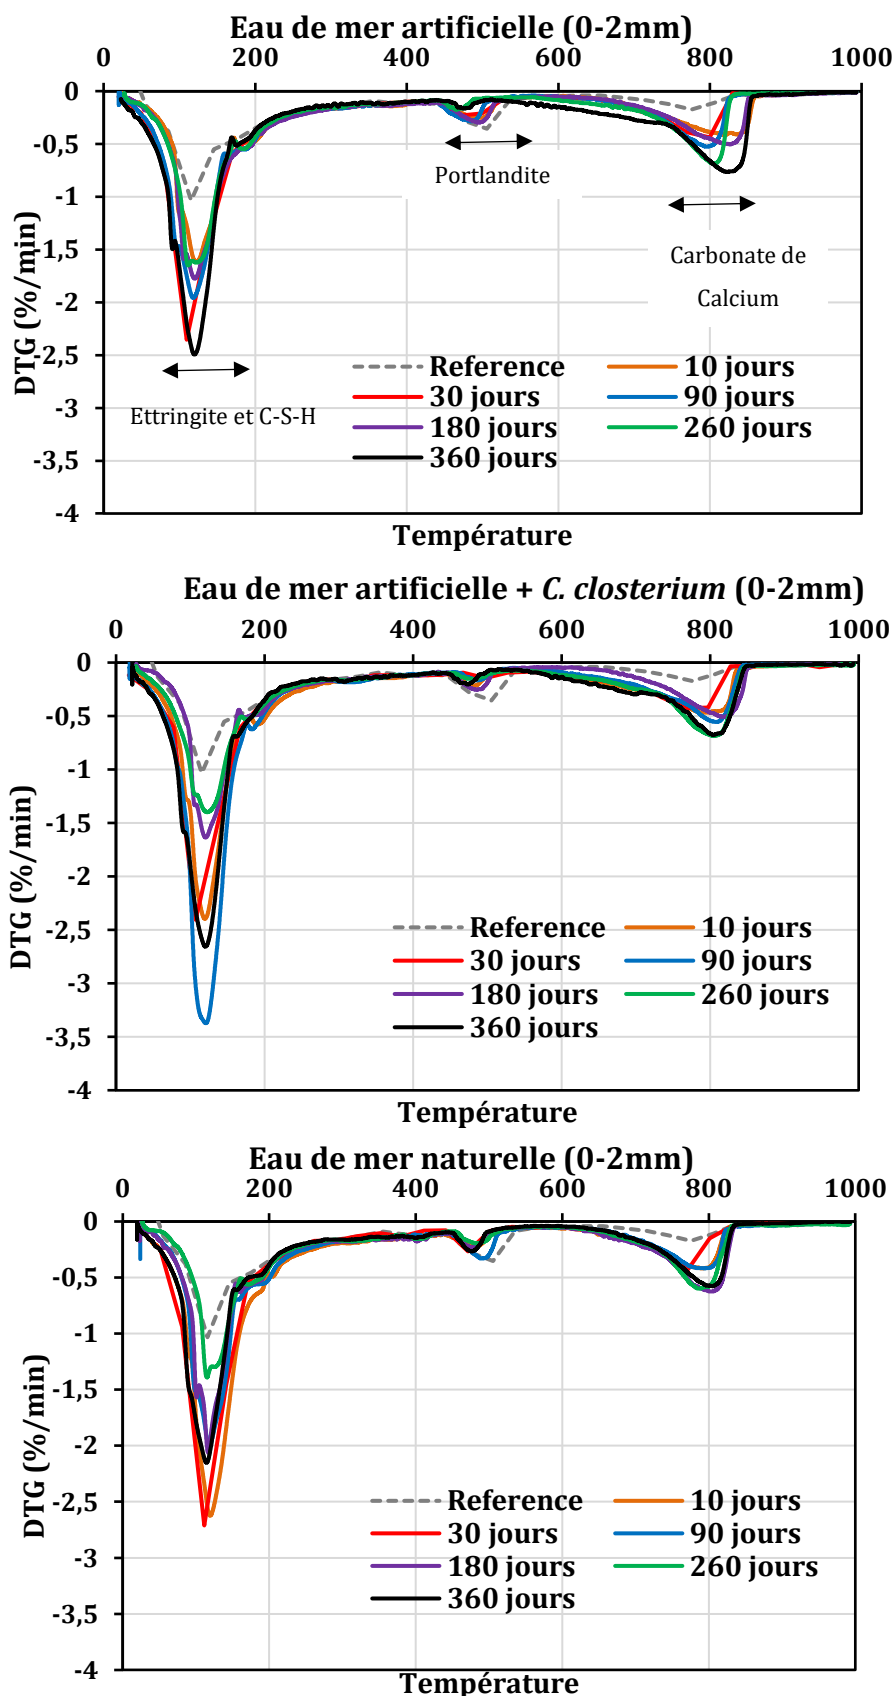 Eau de mer artificielle (0-2mm)
0 200 400 600 800 1000
0
-0,5
-1
-1,5
-2
-2,5
-3
-3,5
-4
DTG (%/min)
Portlandite
Carbonate de
Calcium
Ettringite et C-S-H
Reference 10 jours
30 jours 90 jours
180 jours 260 jours
360 jours
Température
Eau de mer artificielle + C. closterium (0-2mm)
0 200 400 600 800 1000
0
-0,5
-1
-1,5
-2
-2,5
-3
-3,5
-4
DTG (%/min)
Reference 10 jours
30 jours 90 jours
180 jours 260 jours
360 jours
Température
Eau de mer naturelle (0-2mm)
0 200 400 600 800 1000
0
-0,5
-1
-1,5
-2
-2,5
-3
-3,5
-4
DTG (%/min)
Reference 10 jours
30 jours 90 jours
180 jours 260 jours
360 jours
Température